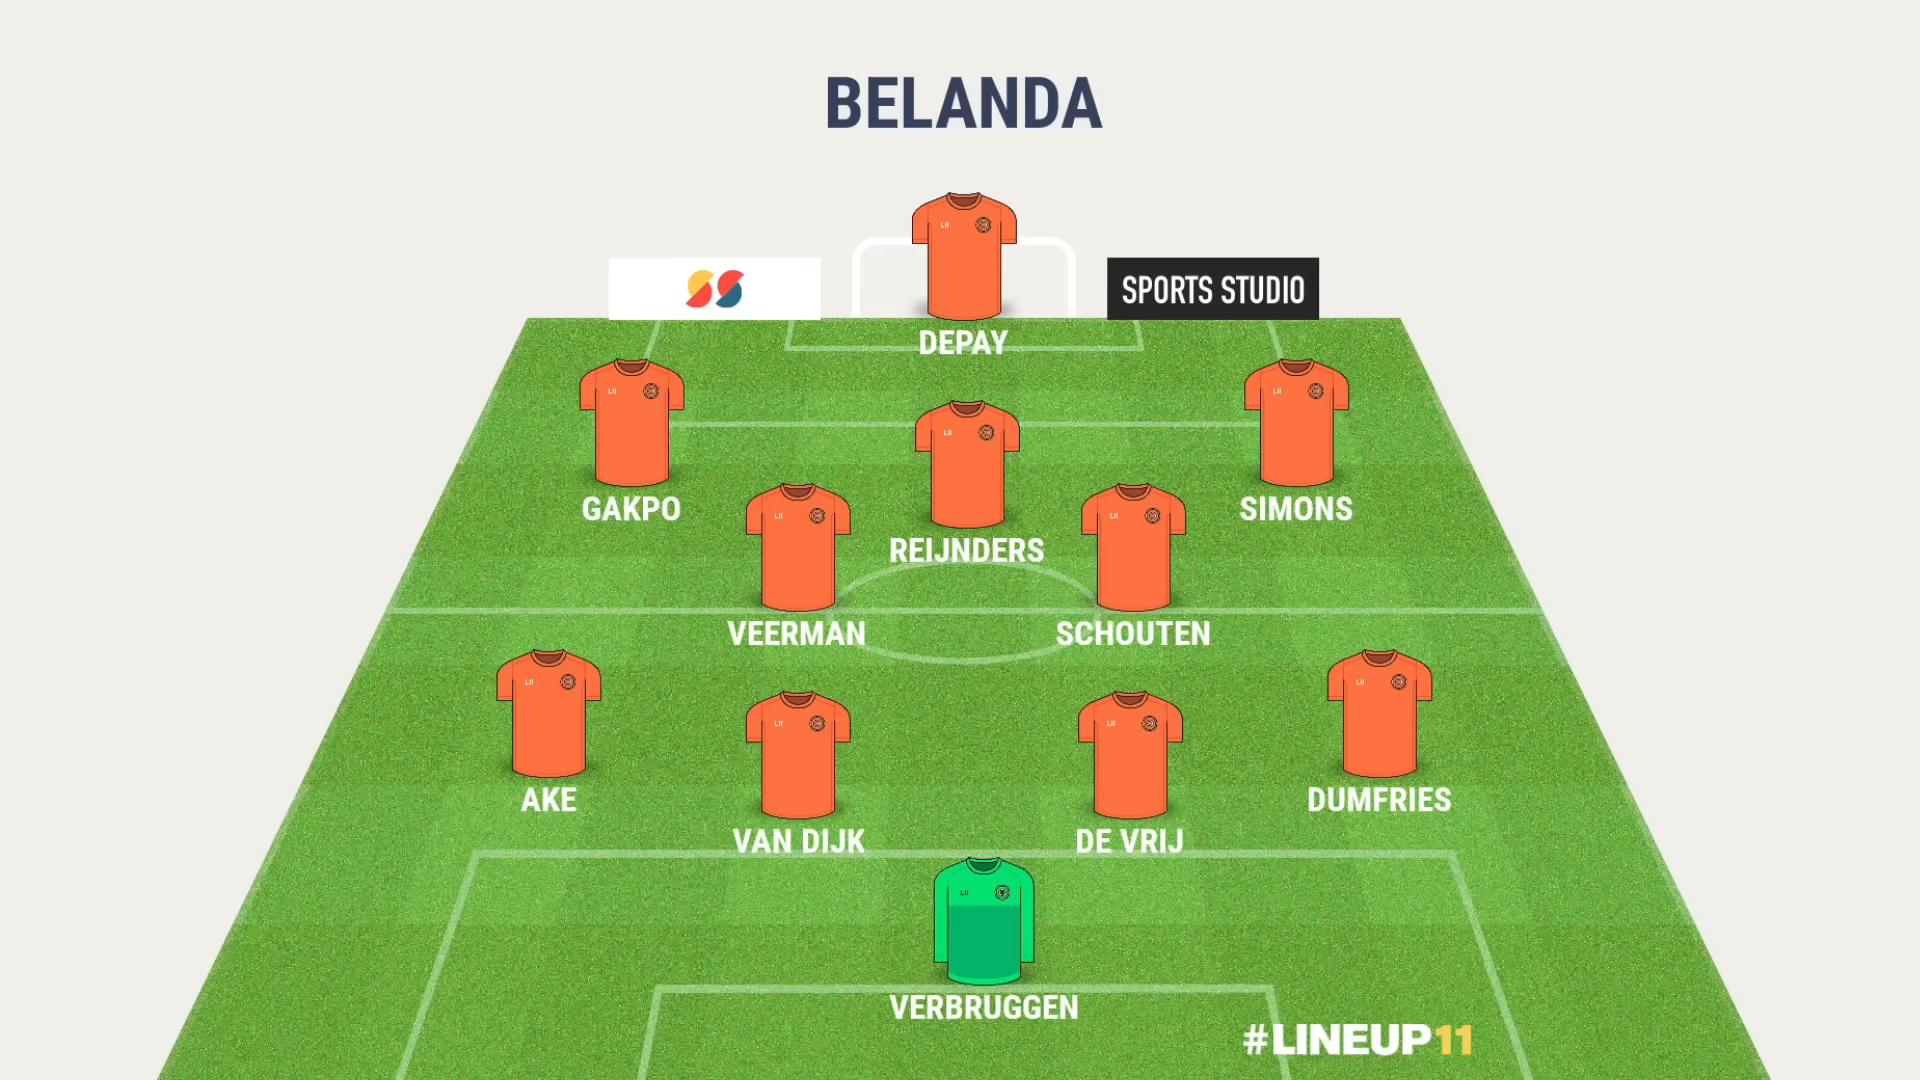 BELANDA
SPORTS STUDIO
DEPAY
GAKPO
SIMONS
REIJNDERS
VEERMAN
SCHOUTEN
AKE
DUMFRIES
VAN DIJK
DE VRIJ
VERBRUGGEN
#LINEUP11